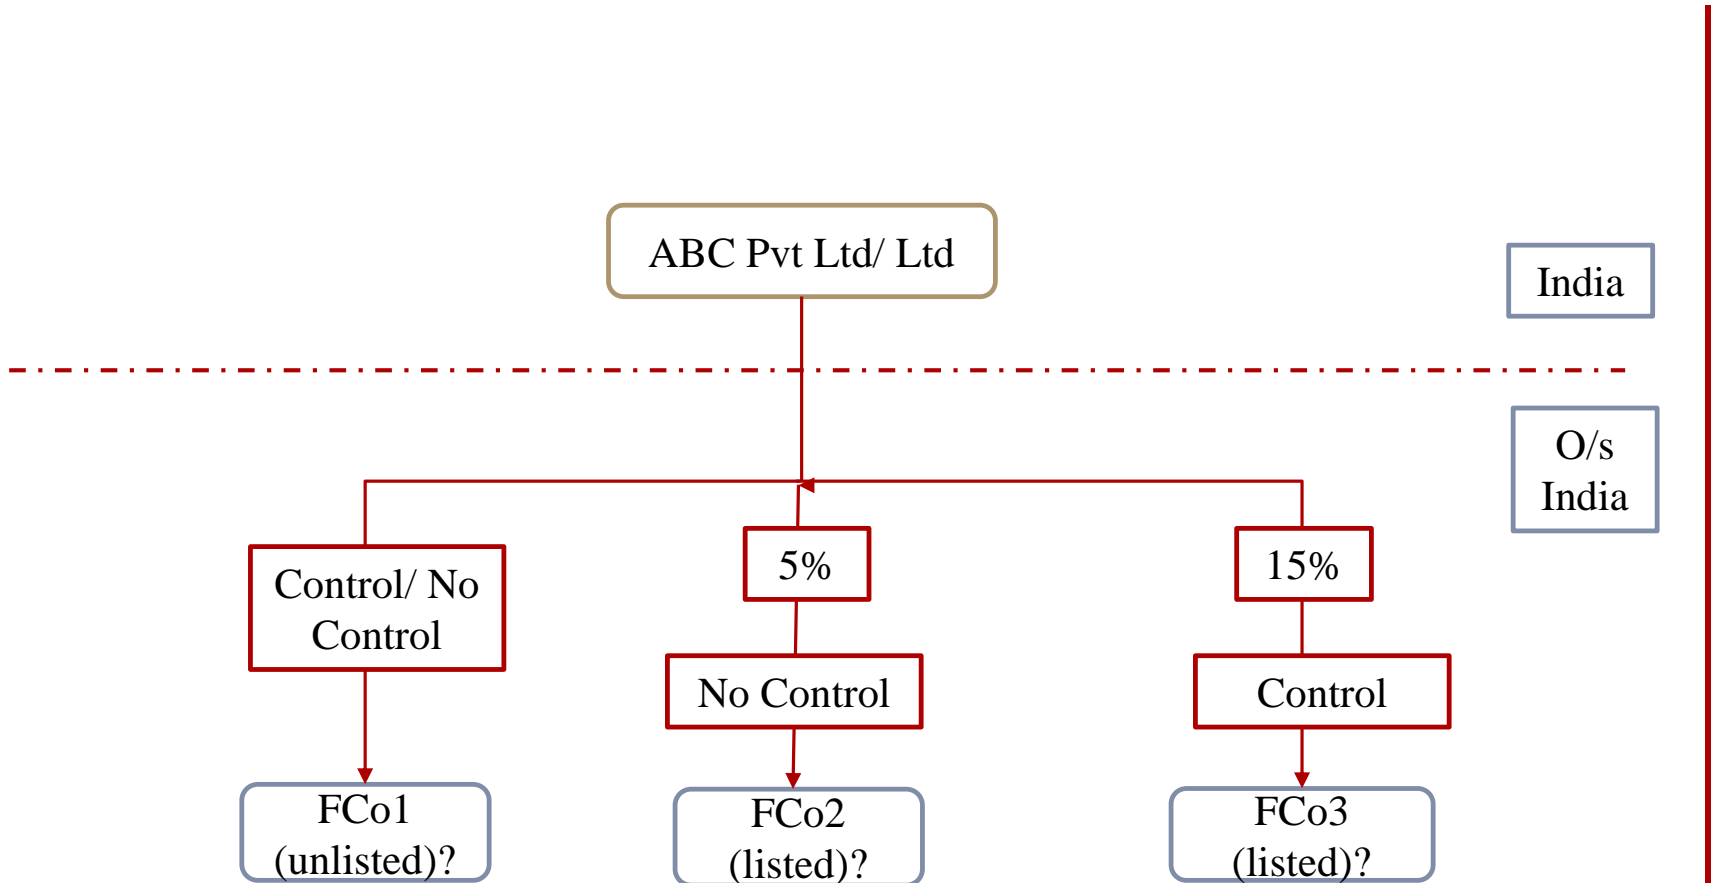 ABC Pvt Ltd/ Ltd
India
O/s
India
Control/ No
Control
5%
15%
No Control
Control
FCo1
(unlisted)?
FCo2
(listed)?
FCo3
(listed)?